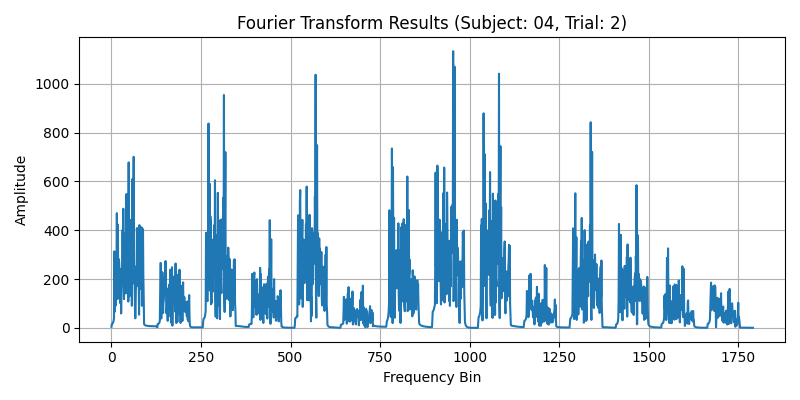 Fourier Transform Results (Subject: 04, Trial: 2)
Amplitude
1000
800
600
400
200
0
0 250 500 750 1000 1250 1500 1750
Frequency Bin